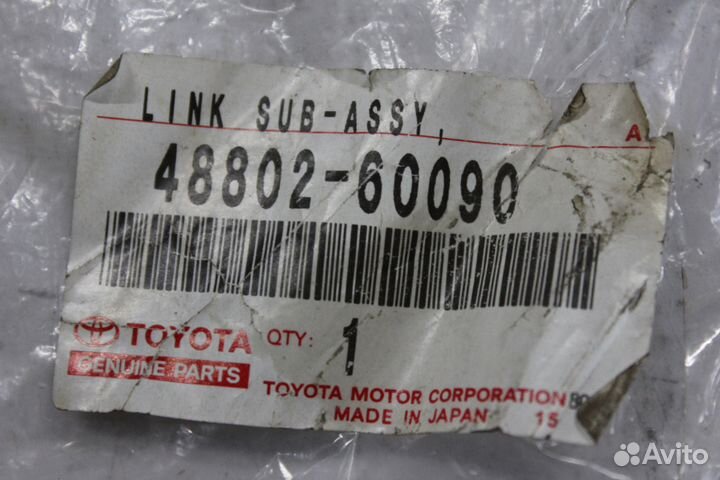 LINK SUB-ASSY,
A
48802-60090
TOYOTA QTY: 1
GENUINE PARTS
TOYOTA MOTOR CORPORATION
MADE IN JAPAN 15
Avito